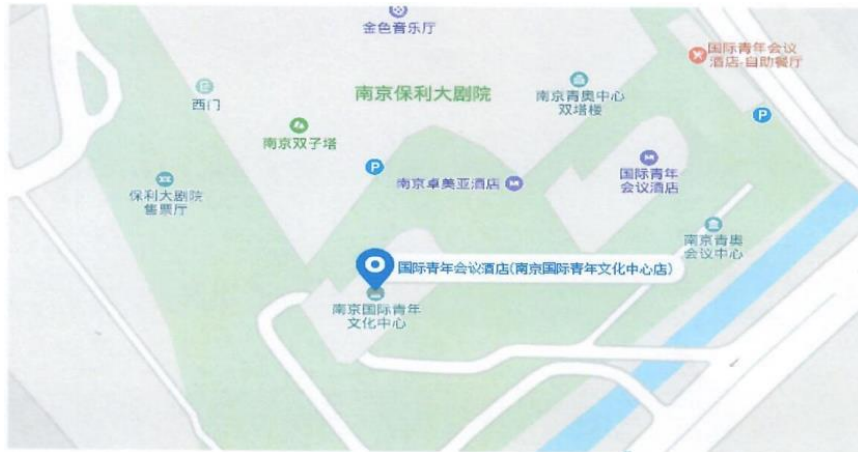 金色音乐厅
国际青年会议
酒店-自助餐厅
西门
南京保利大剧院
南京青奥中心
双塔楼
P
南京双子塔
P
保利大剧院
售票厅
南京卓美亚酒店
国际青年
会议酒店
南京青奥
会议中心
国际青年会议酒店(南京国际青年文化中心店)
南京国际青年
文化中心